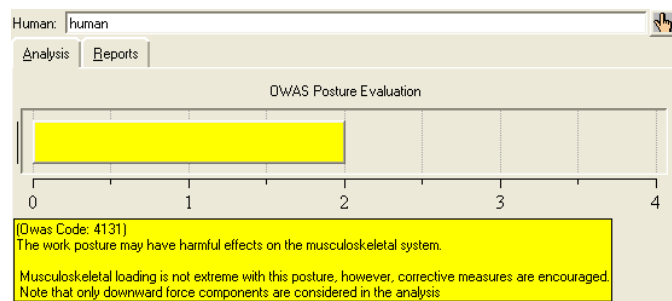 Human: human
Analysis Reports
OWAS Posture Evaluation
0 1 2 3 4
(Owas Code: 4131)
The work posture may have harmful effects on the musculoskeletal system.
Musculoskeletal loading is not extreme with this posture, however, corrective measures are encouraged.
Note that only downward force components are considered in the analysis